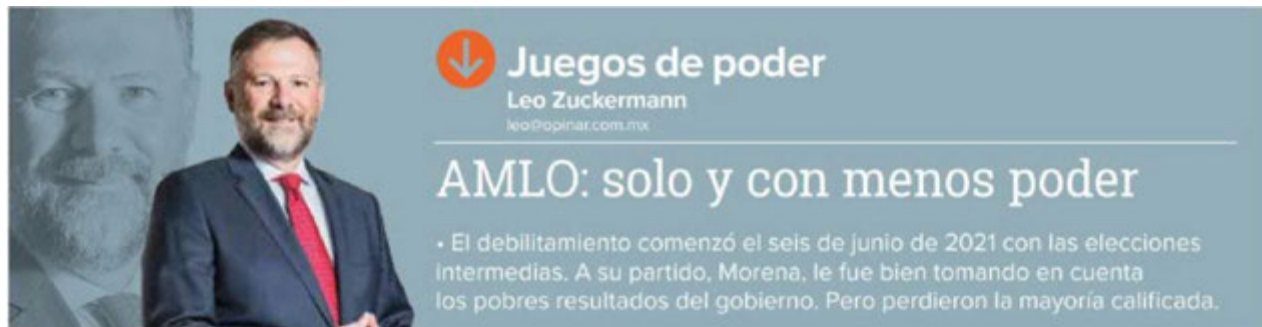 Juegos de poder
Leo Zuckermann
leo@opinar.com.mx
AMLO: solo y con menos poder
• El debilitamiento comenzó el seis de junio de 2021 con las elecciones
intermedias. A su partido, Morena, le fue bien tomando en cuenta
los pobres resultados del gobierno. Pero perdieron la mayoría calificada.